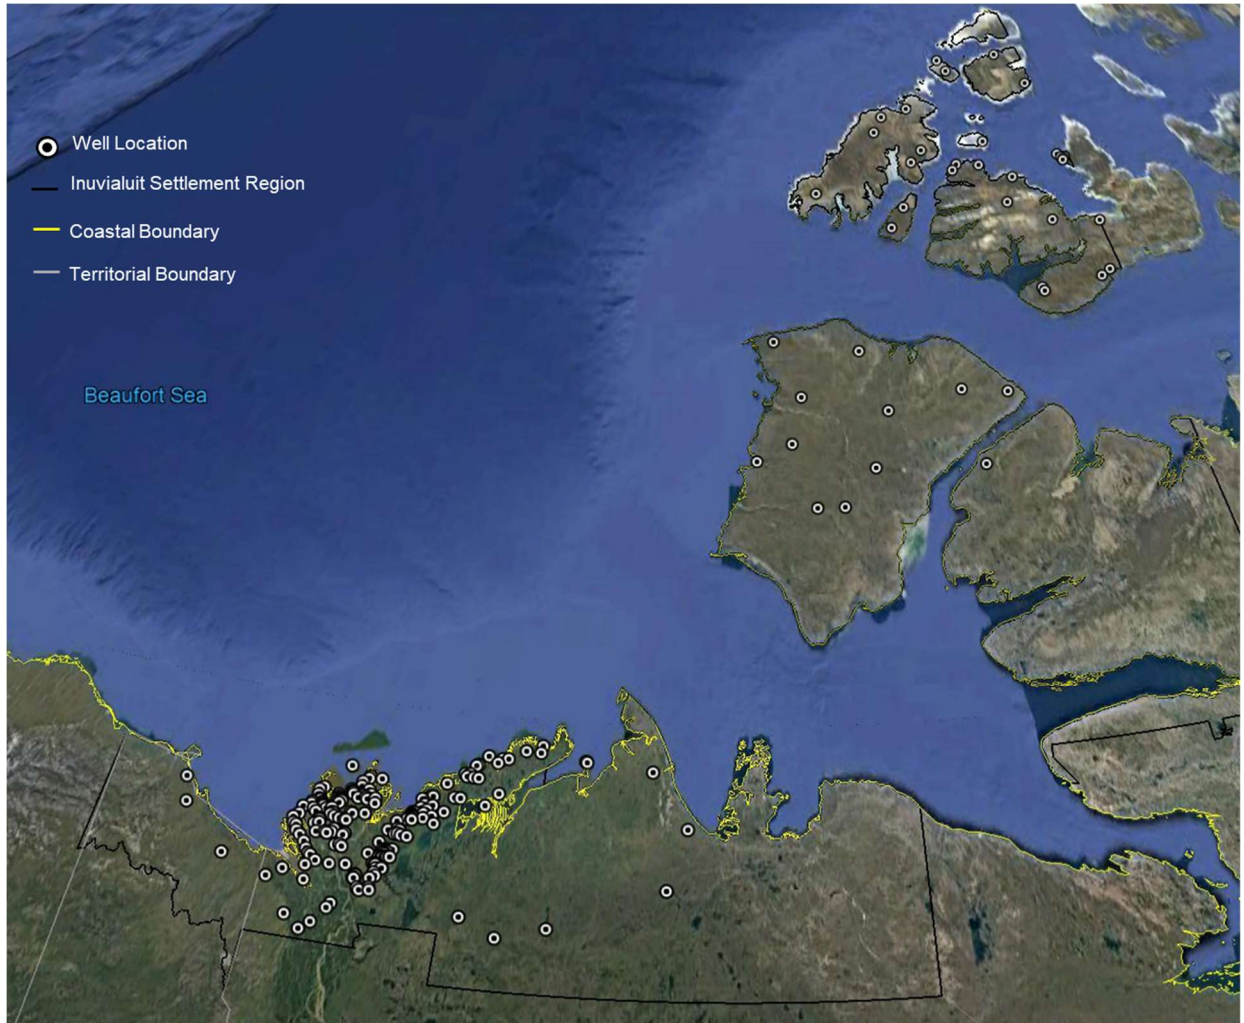 Well Location
Inuvialuit Settlement Region
Coastal Boundary
Territorial Boundary
Beaufort Sea